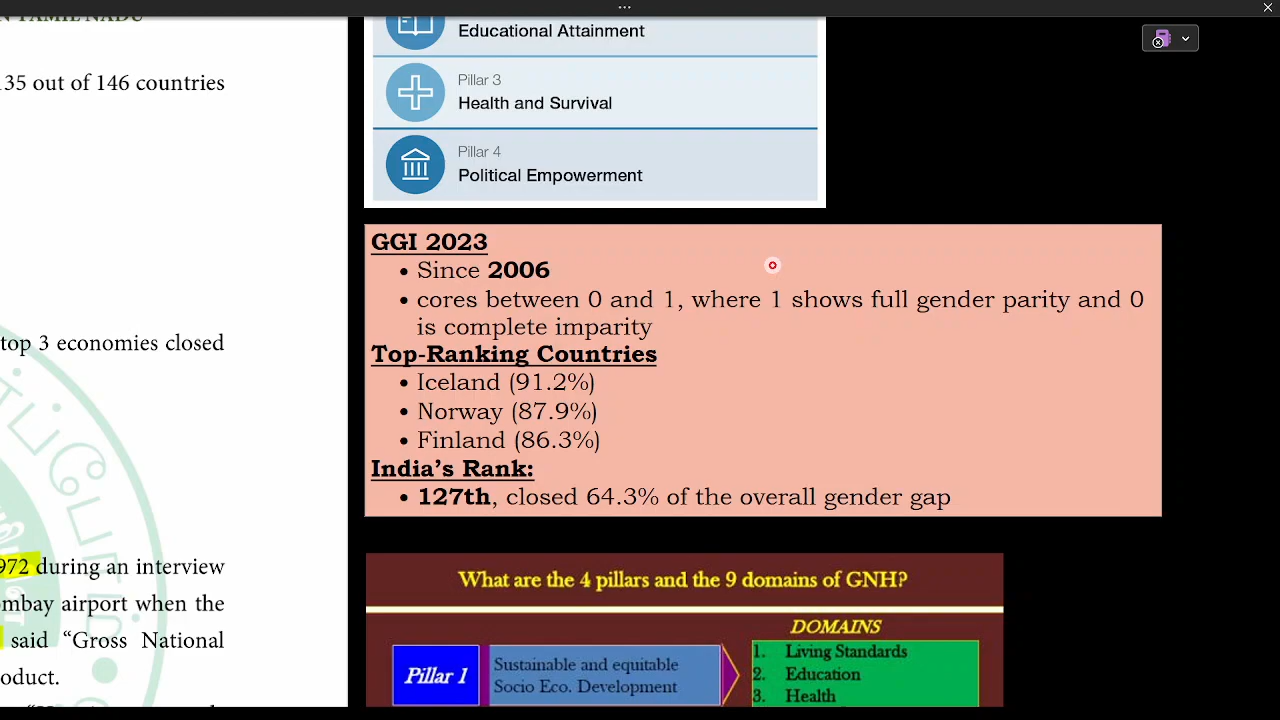 N TAMIL NADU
135 out of 146 countries
top 3 economies closed
972 during an interview
ombay airport when the
said “Gross National
oduct.
Educational Attainment
Pillar 3
Health and Survival
Pillar 4
Political Empowerment
GGI 2023
• Since 2006
• cores between 0 and 1, where 1 shows full gender parity and 0
is complete imparity
Top-Ranking Countries
• Iceland (91.2%)
• Norway (87.9%)
• Finland (86.3%)
India’s Rank:
• 127th, closed 64.3% of the overall gender gap
What are the 4 pillars and the 9 domains of GNH?
DOMAINS
Pillar 1
Sustainable and equitable
Socio Eco. Development
1. Living Standards
2. Education
3. Health